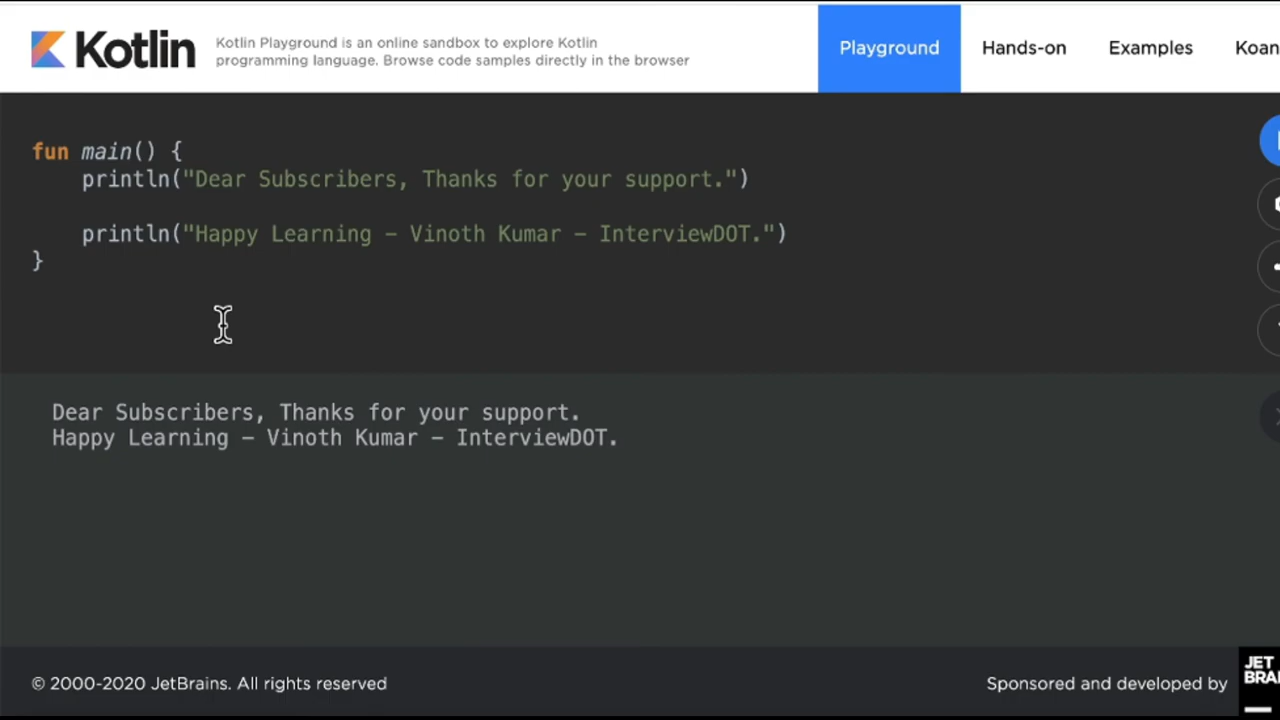 Kotlin
Kotlin Playground is an online sandbox to explore Kotlin
programming language. Browse code samples directly in the browser
Playground
Hands-on
Examples
Koan
fun main() {
    println("Dear Subscribers, Thanks for your support.")
    println("Happy Learning - Vinoth Kumar - InterviewDOT.")
}
Dear Subscribers, Thanks for your support.
Happy Learning - Vinoth Kumar - InterviewDOT.
© 2000-2020 JetBrains. All rights reserved
Sponsored and developed by
JET
BRA